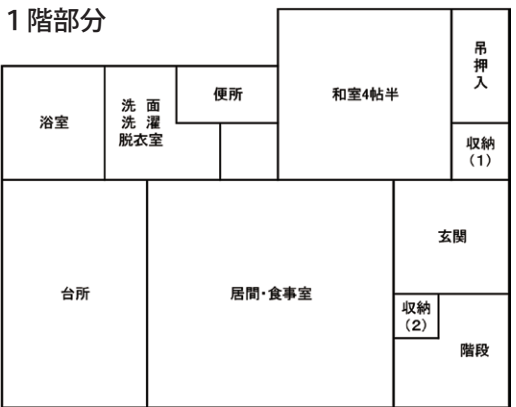 1階部分
吊
押
入
浴室
洗 面
洗 濯
脱衣室
便所
和室4帖半
収納
(1)
玄関
台所
居間・食事室
収納
(2)
階段